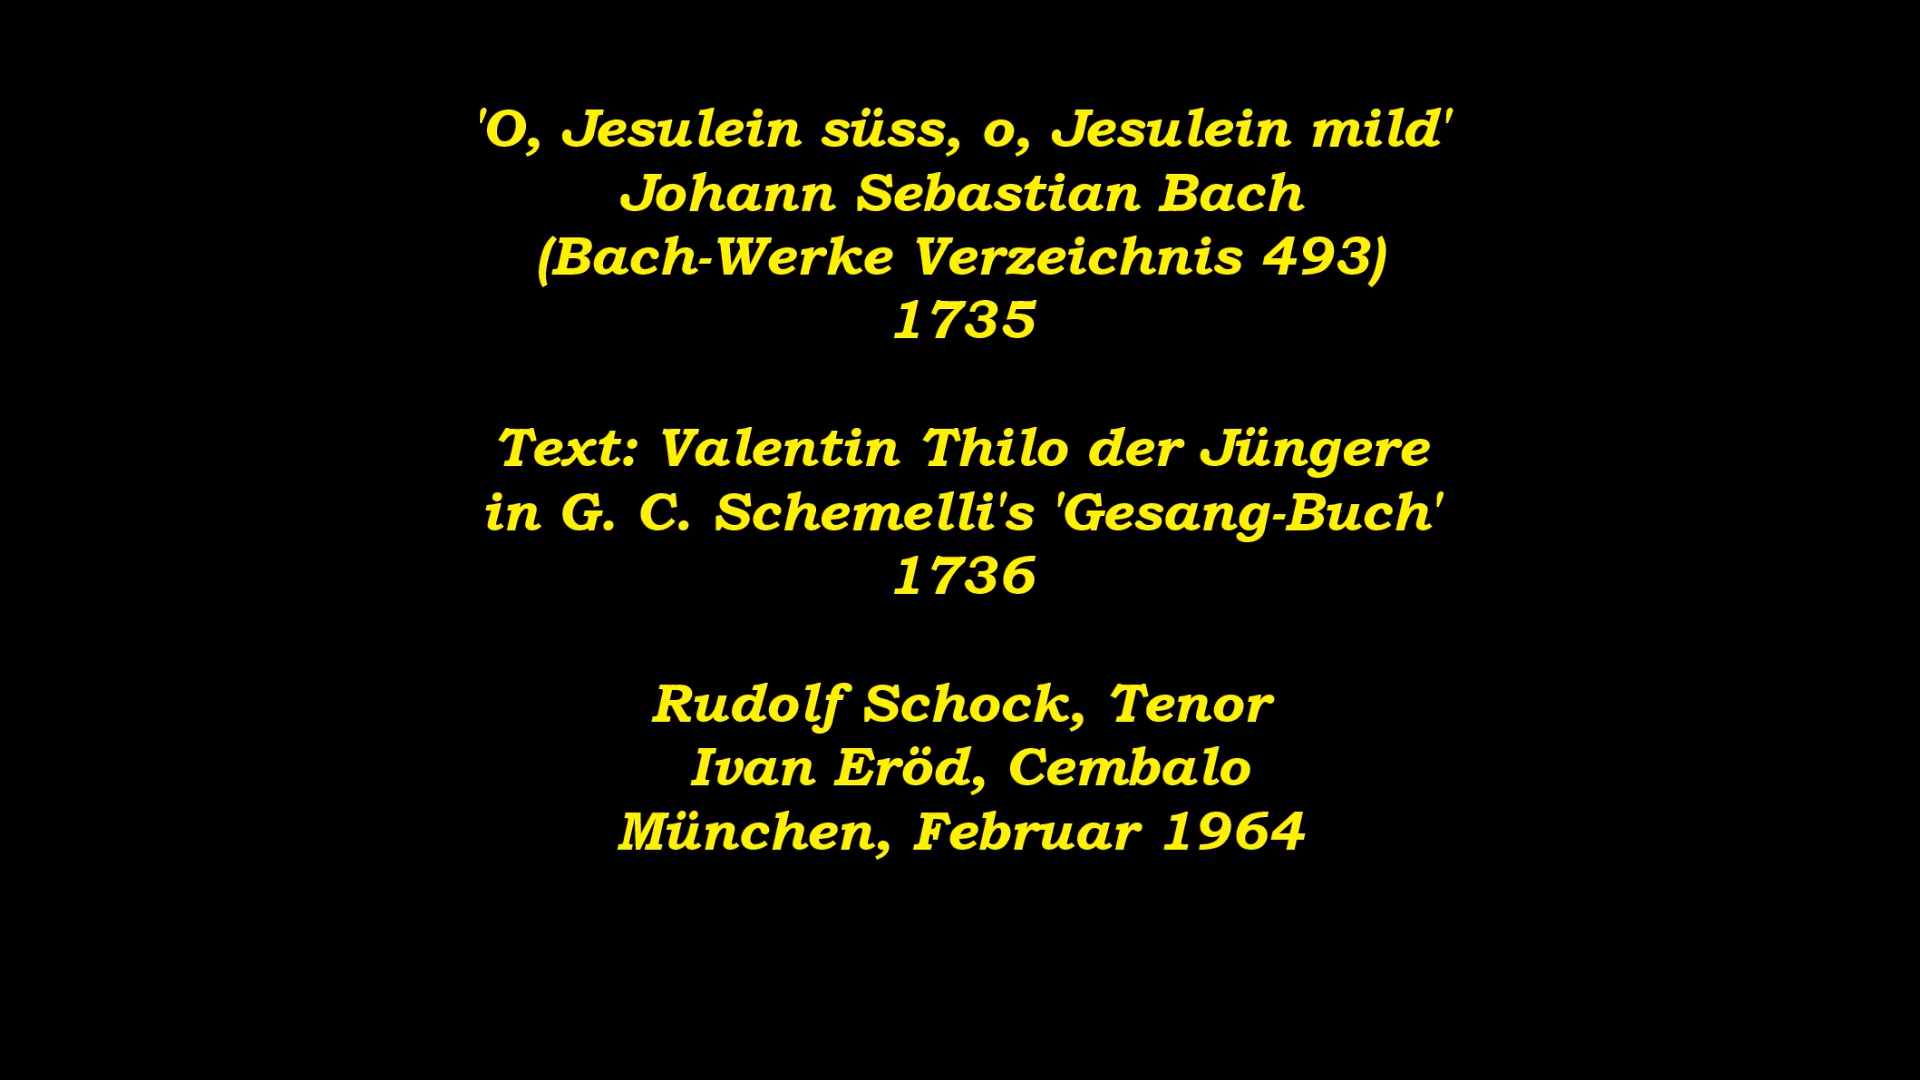 'O, Jesulein süss, o, Jesulein mild'
Johann Sebastian Bach
(Bach-Werke Verzeichnis 493)
1735
Text: Valentin Thilo der Jüngere
in G. C. Schemelli's 'Gesang-Buch'
1736
Rudolf Schock, Tenor
Ivan Eröd, Cembalo
München, Februar 1964